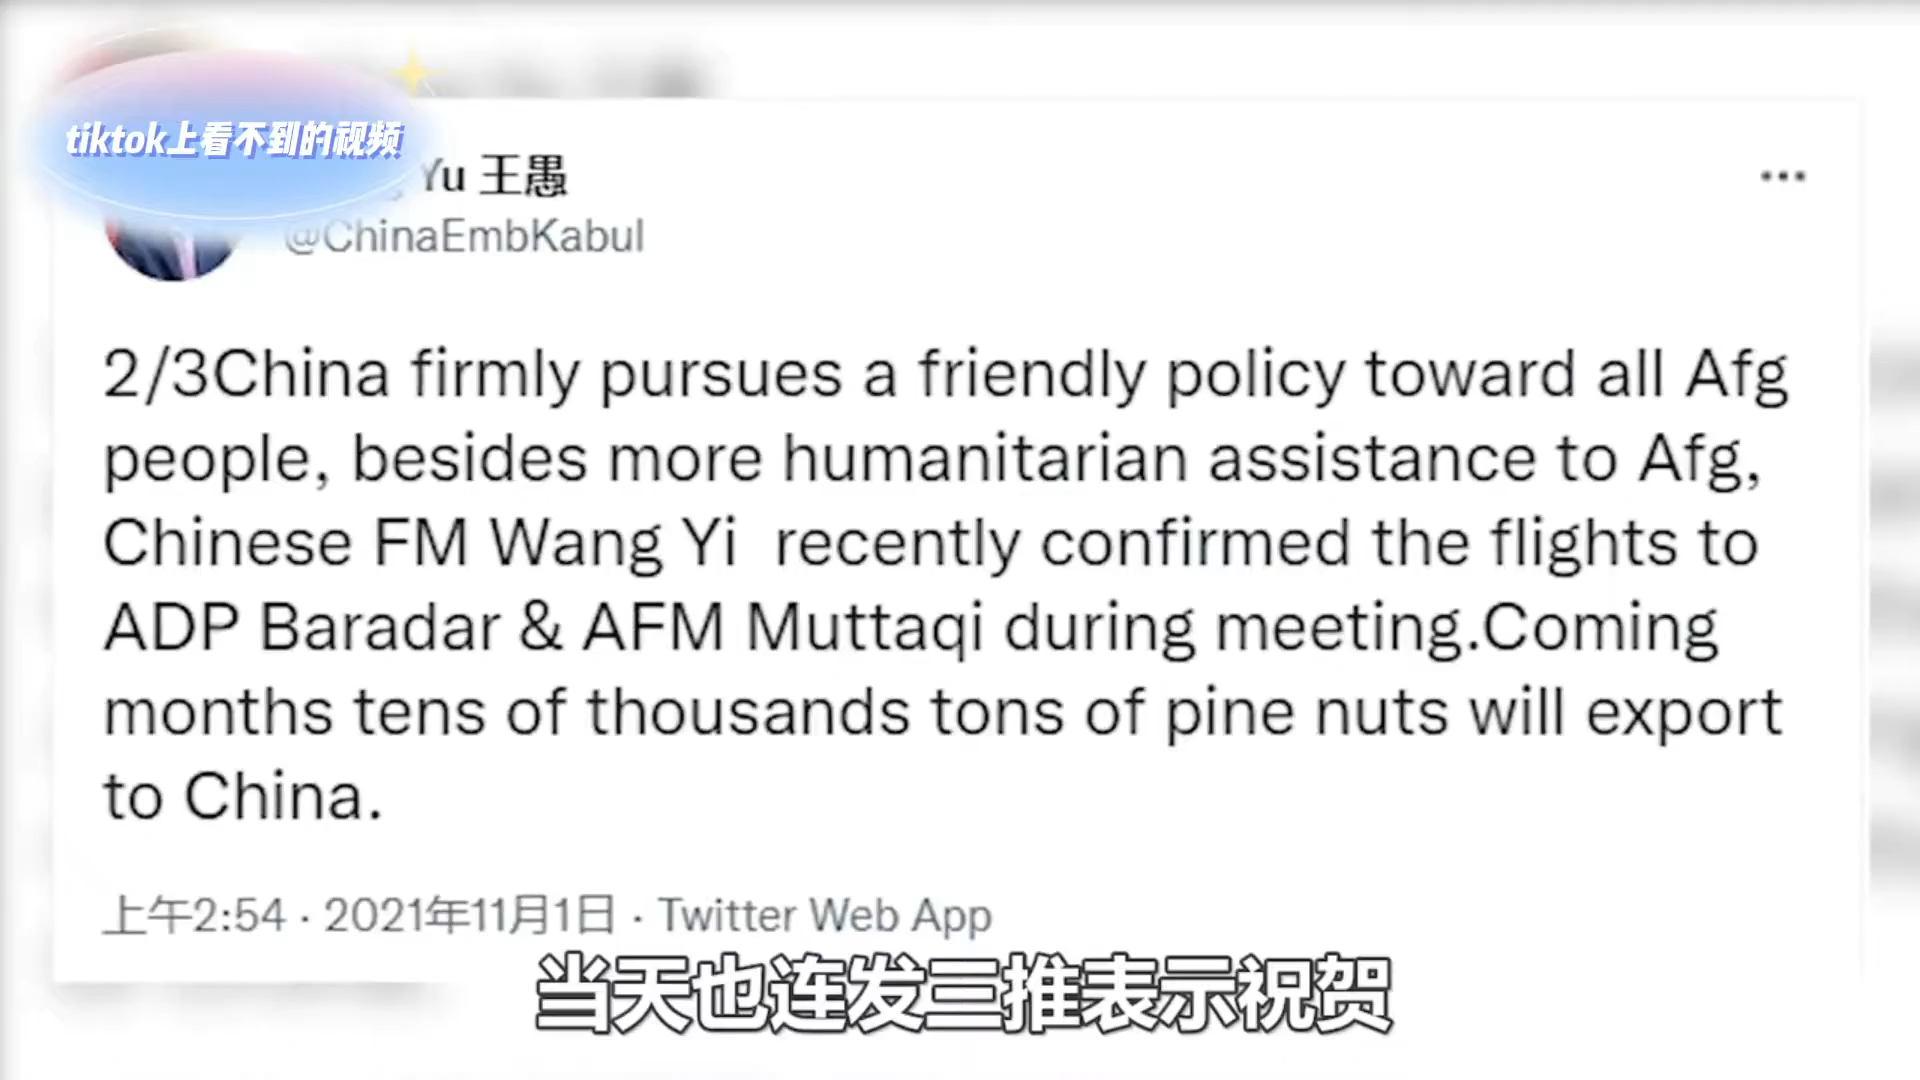 tiktok上看不到的视频
Yu 王愚
@ChinaEmbKabul
2/3China firmly pursues a friendly policy toward all Afg
people, besides more humanitarian assistance to Afg,
Chinese FM Wang Yi  recently confirmed the flights to
ADP Baradar & AFM Muttaqi during meeting.Coming
months tens of thousands tons of pine nuts will export
to China.
上午2:54 · 2021年11月1日 · Twitter Web App
当天也连发三推表示祝贺